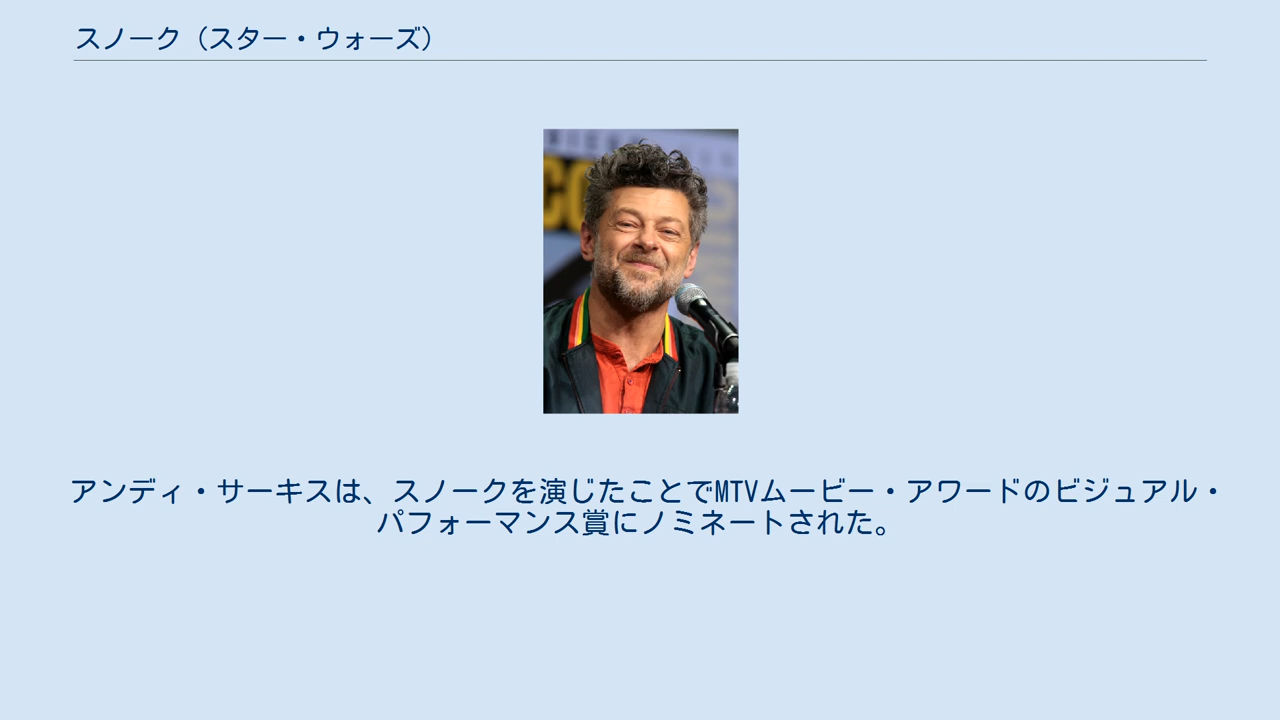 スノーク（スター・ウォーズ）
CO
アンディ・サーキスは、スノークを演じたことでMTVムービー・アワードのビジュアル・
パフォーマンス賞にノミネートされた。